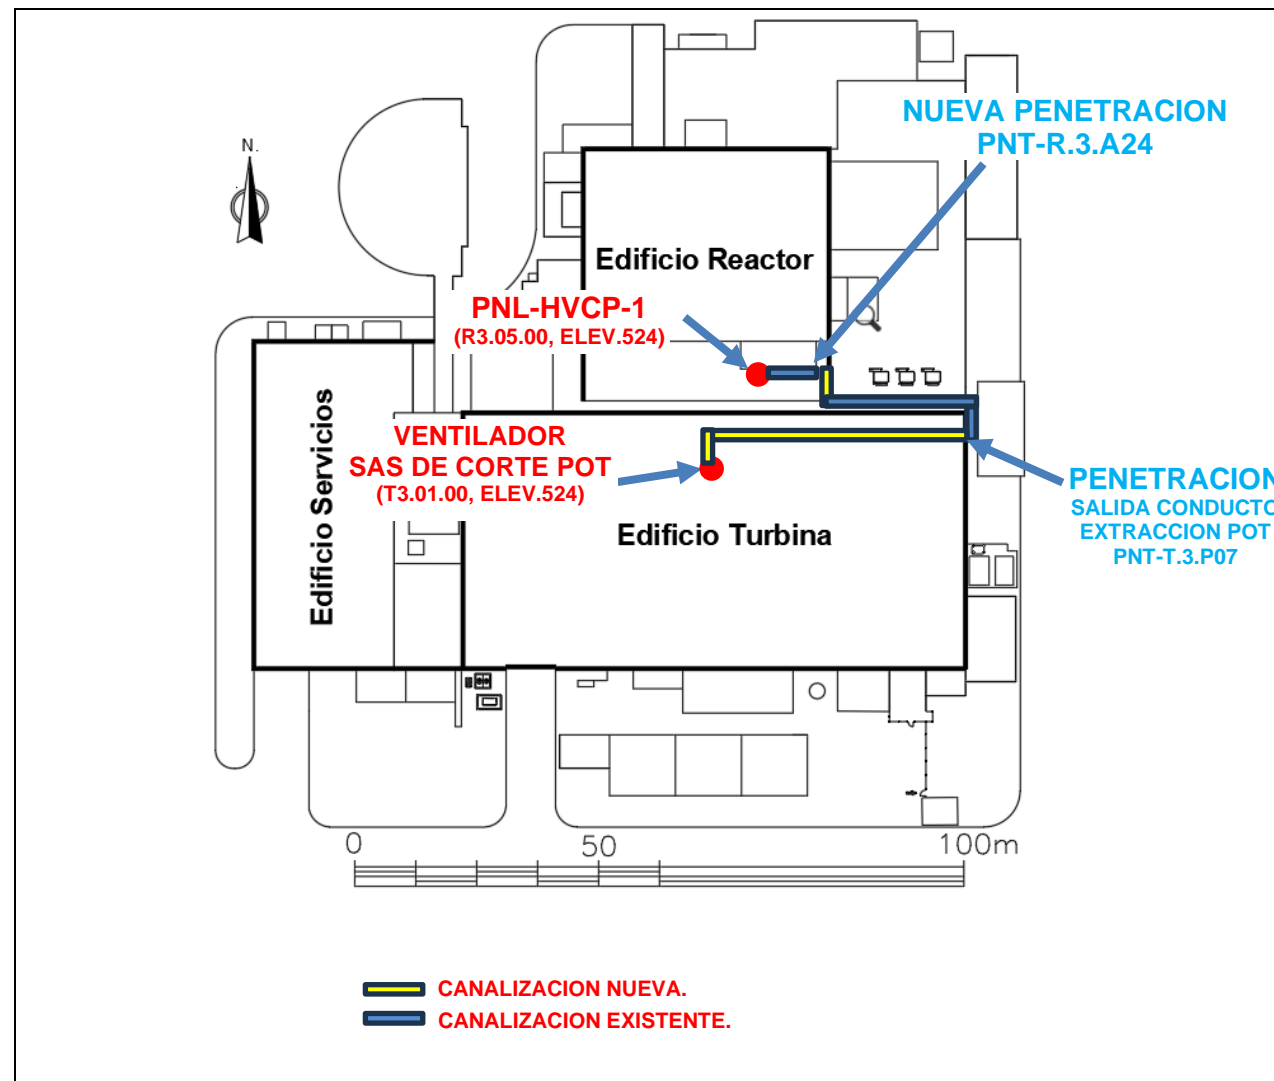 NUEVA PENETRACION
PNT-R.3.A24
N.
Edificio Reactor
PNL-HVCP-1
(R3.05.00, ELEV.524)
VENTILADOR
SAS DE CORTE POT
(T3.01.00, ELEV.524)
Edificio Servicios
Edificio Turbina
PENETRACION
SALIDA CONDUCTO
EXTRACCION POT
PNT-T.3.P07
0 50 100m
CANALIZACION NUEVA.
CANALIZACION EXISTENTE.